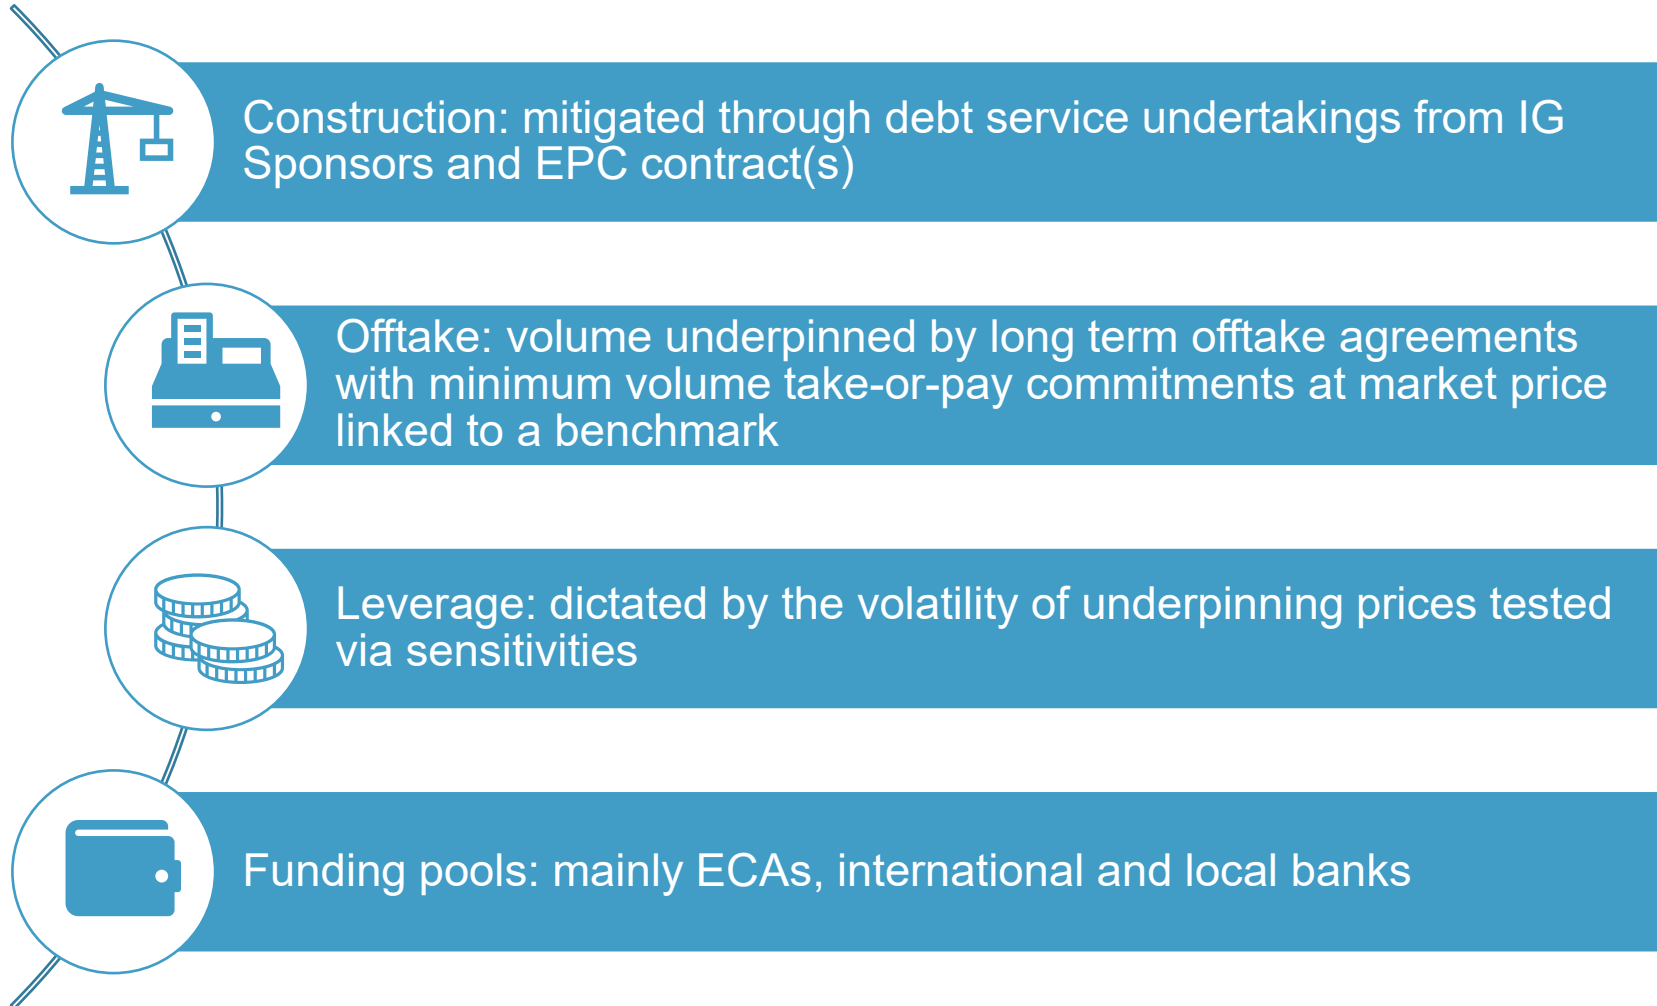 Construction: mitigated through debt service undertakings from IG
Sponsors and EPC contract(s)
Offtake: volume underpinned by long term offtake agreements
with minimum volume take-or-pay commitments at market price
linked to a benchmark
Leverage: dictated by the volatility of underpinning prices tested
via sensitivities
Funding pools: mainly ECAs, international and local banks